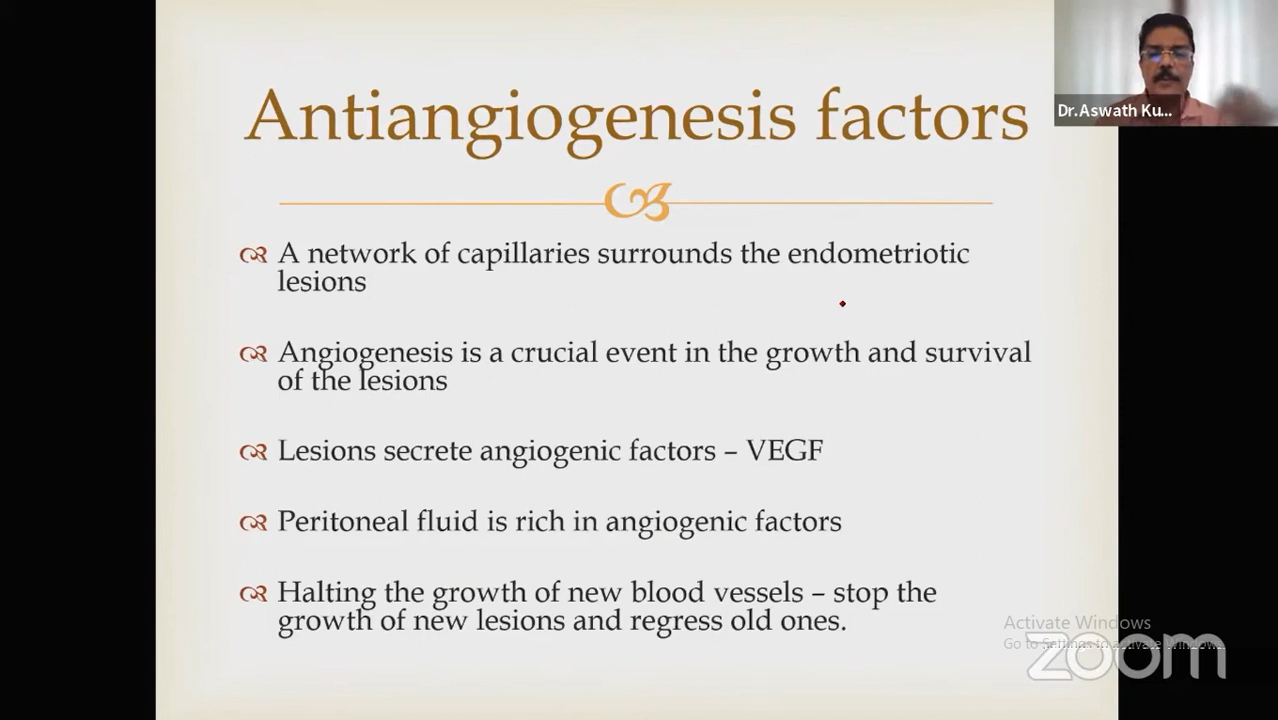 Antiangiogenesis factors
Dr.Aswath Ku...
A network of capillaries surrounds the endometriotic
lesions
Angiogenesis is a crucial event in the growth and survival
of the lesions
Lesions secrete angiogenic factors – VEGF
Peritoneal fluid is rich in angiogenic factors
Halting the growth of new blood vessels – stop the
growth of new lesions and regress old ones.
Activate Windows
Go to Settings to activate Windows.
zoom